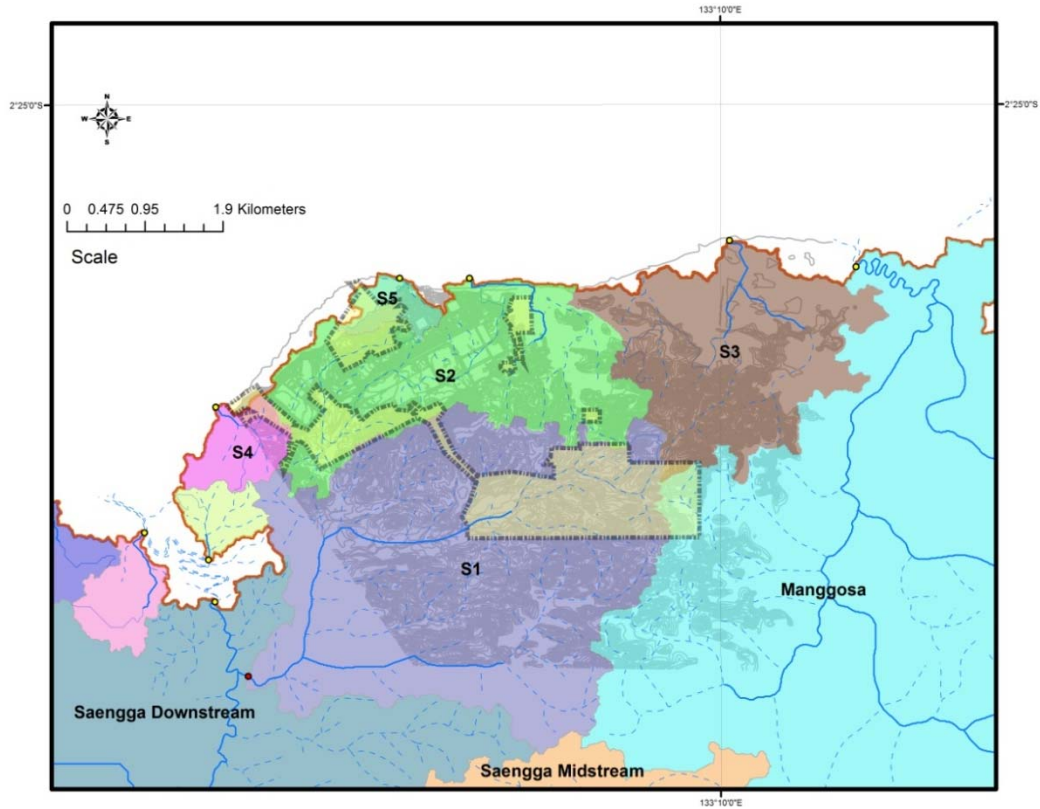 133°10'0"E
2°25'0"S
2°25'0"S
N
W E
S
0 0.475 0.95 1.9 Kilometers
Scale
S5
S3
S2
S4
S1
Manggosa
Saengga Downstream
Saengga Midstream
133°10'0"E